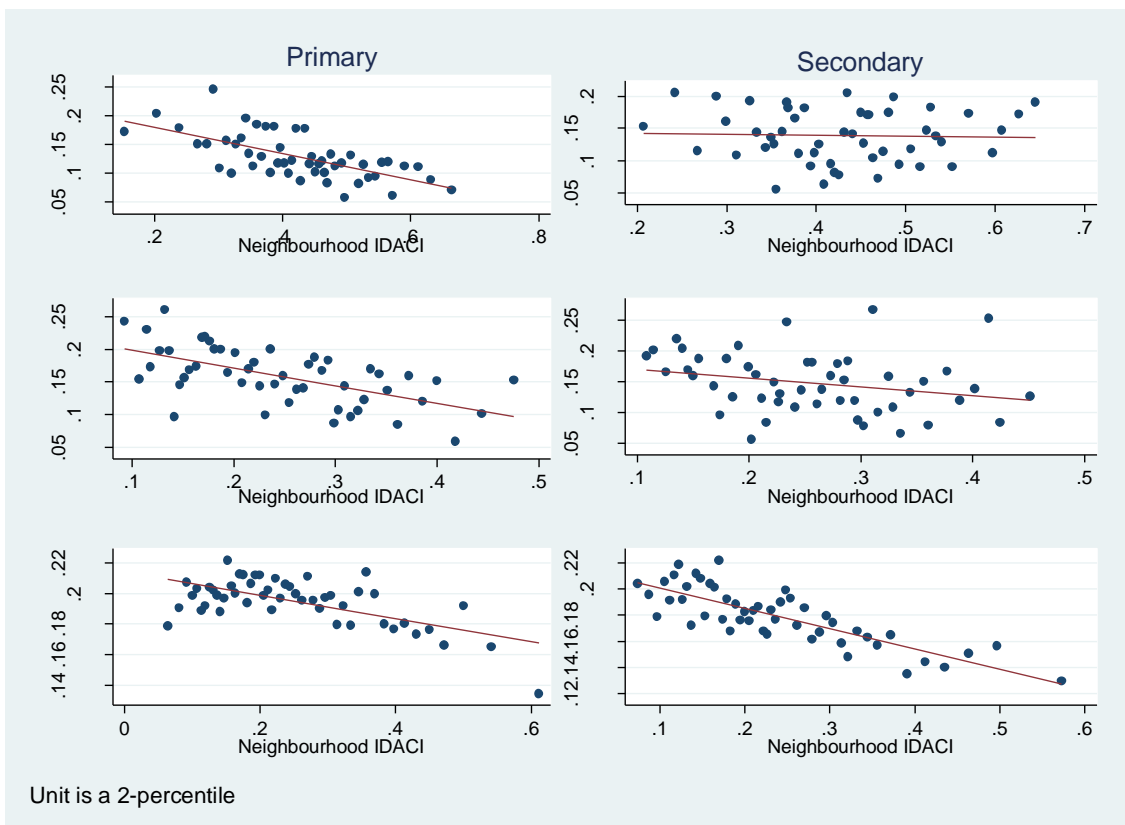 Primary
.05 .1 .15 .2 .25
.2 .4 .6 .8
Neighbourhood IDACI
Secondary
.05 .1 .15 .2
.2 .3 .4 .5 .6 .7
Neighbourhood IDACI
.05 .1 .15 .2 .25
.1 .2 .3 .4 .5
Neighbourhood IDACI
.05 .1 .15 .2 .25
.1 .2 .3 .4 .5
Neighbourhood IDACI
.14 .16 .18 .2 .22
0 .2 .4 .6
Neighbourhood IDACI
.12 .14 .16 .18 .2 .22
.1 .2 .3 .4 .5 .6
Neighbourhood IDACI
Unit is a 2-percentile